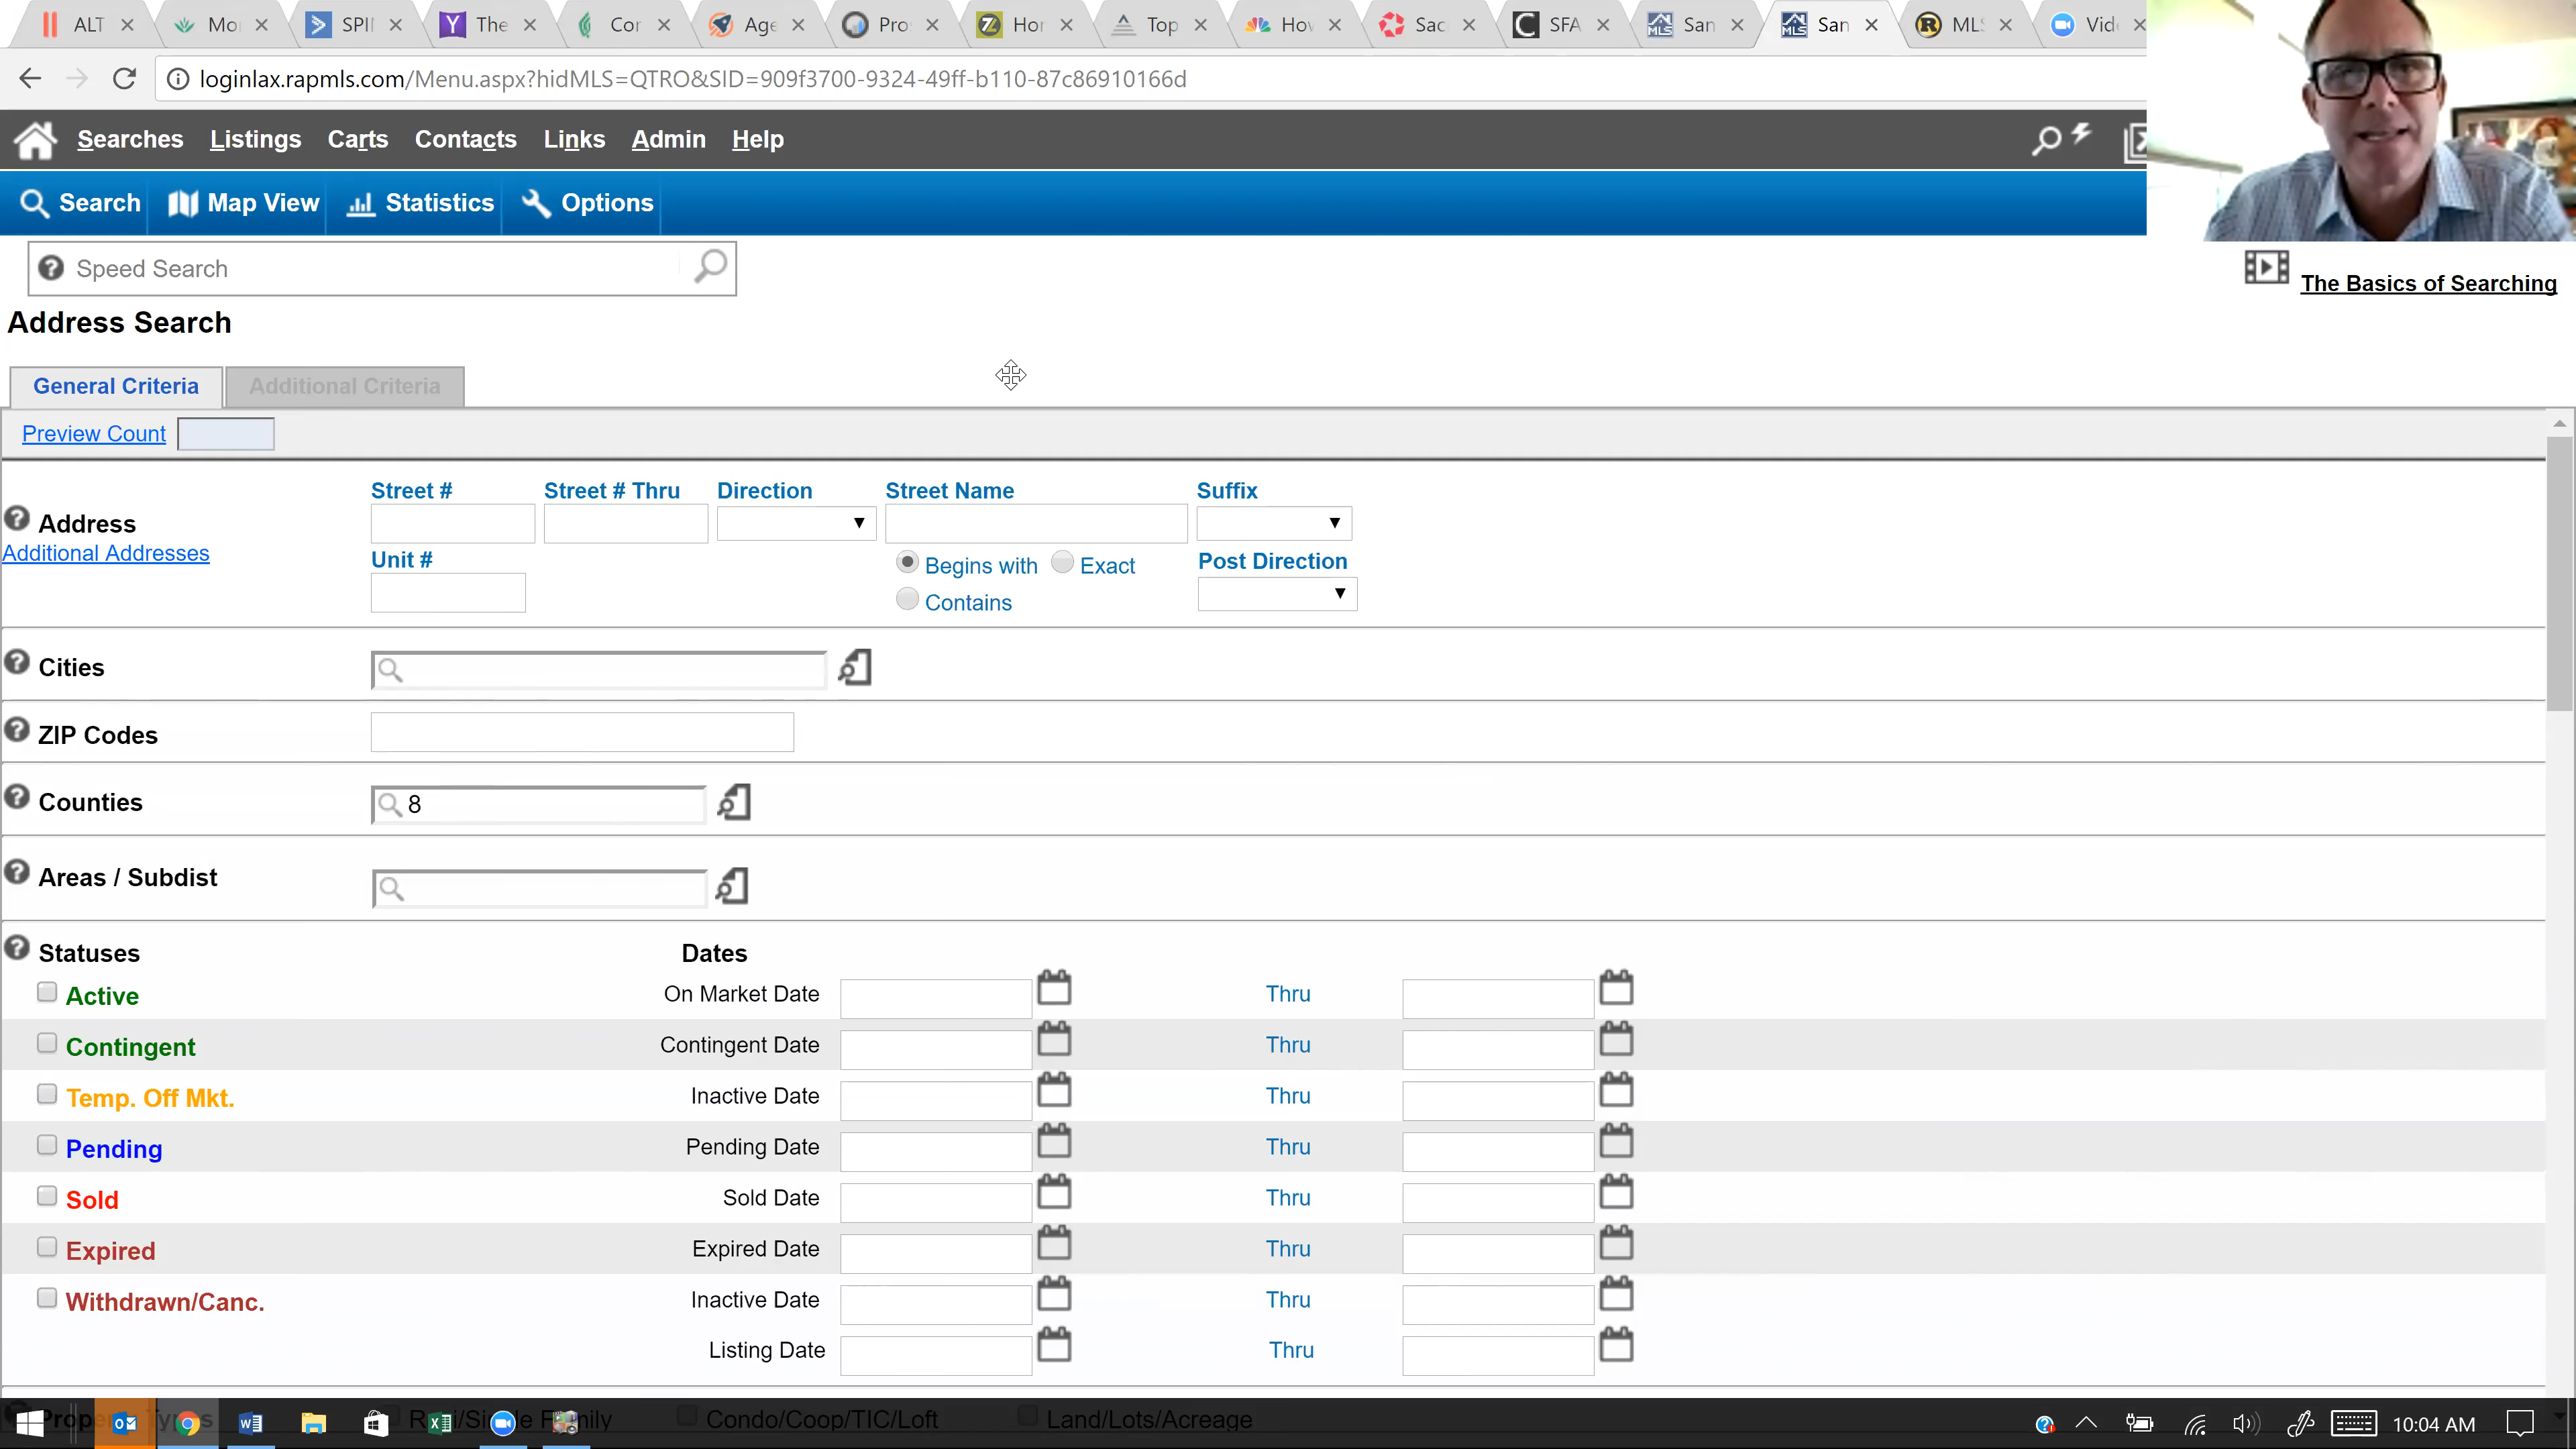 ALT Mo SPI The Cor Age Pro Hor Top Hov Sac SFA San San MLS Vid
loginlax.rapmls.com/Menu.aspx?hidMLS=QTRO&SID=909f3700-9324-49ff-b110-87c86910166d
Searches Listings Carts Contacts Links Admin Help
Search Map View Statistics Options
Speed Search
The Basics of Searching
Address Search
General Criteria Additional Criteria
Preview Count
Street # Street # Thru Direction Street Name Suffix
Address
Additional Addresses
Unit # Begins with Exact Post Direction
Contains
Cities
ZIP Codes
Counties 8
Areas / Subdist
Statuses Dates
Active On Market Date Thru
Contingent Contingent Date Thru
Temp. Off Mkt. Inactive Date Thru
Pending Pending Date Thru
Sold Sold Date Thru
Expired Expired Date Thru
Withdrawn/Canc. Inactive Date Thru
Listing Date Thru
Condo/Coop/TIC/Loft Land/Lots/Acreage
10:04 AM